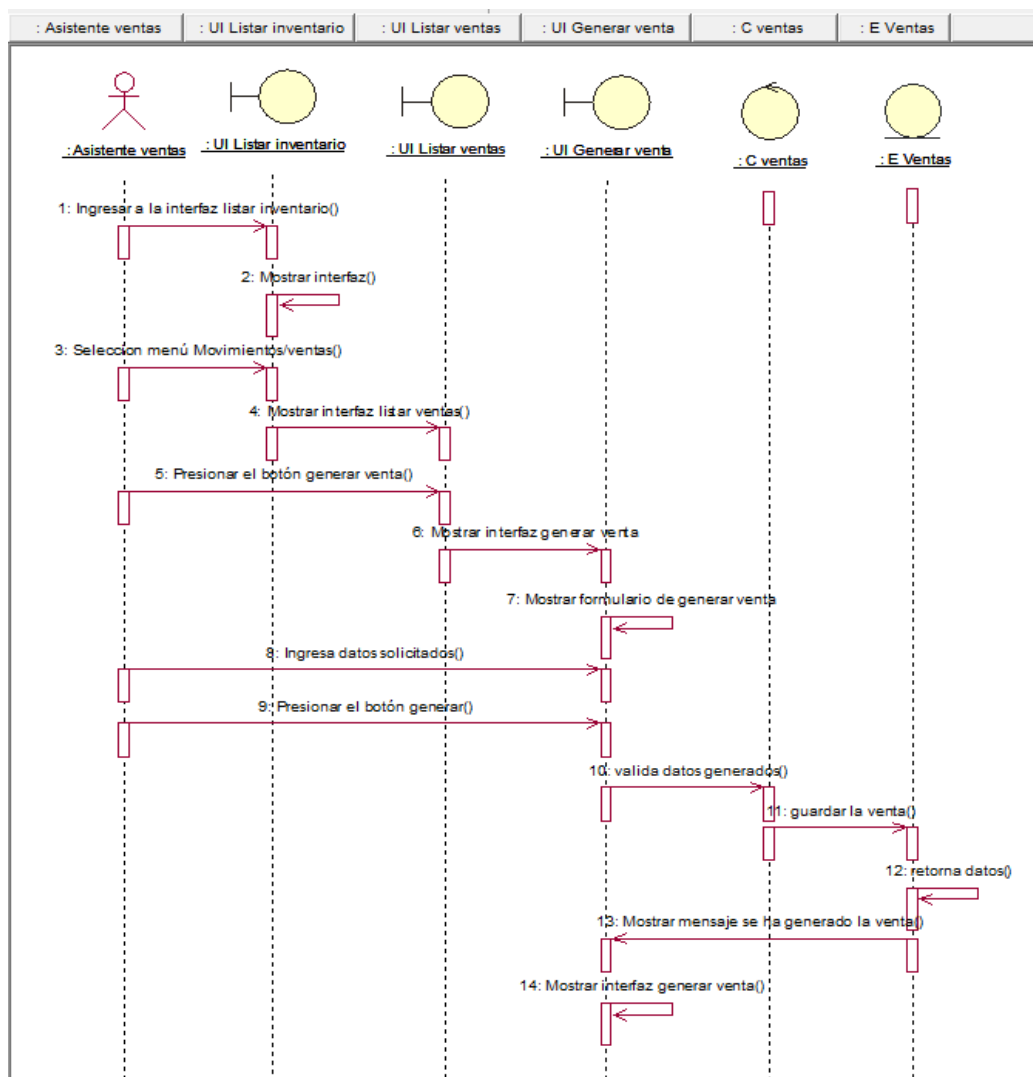 : Asistente ventas
: UI Listar inventario
: UI Listar ventas
: UI Generar venta
: C ventas
: E Ventas
: Asistente ventas
: UI Listar inventario
: UI Listar ventas
: UI Generar venta
: C ventas
: E Ventas
1: Ingresar a la interfaz listar inventario()
2: Mostrar interfaz()
3: Seleccion menú Movimientos/ventas()
4: Mostrar interfaz listar ventas()
5: Presionar el botón generar venta()
6: Mostrar interfaz generar venta
7: Mostrar formulario de generar venta
8: Ingresa datos solicitados()
9: Presionar el botón generar()
10: valida datos generados()
11: guardar la venta()
12: retorna datos()
13: Mostrar mensaje se ha generado la venta()
14: Mostrar interfaz generar venta()